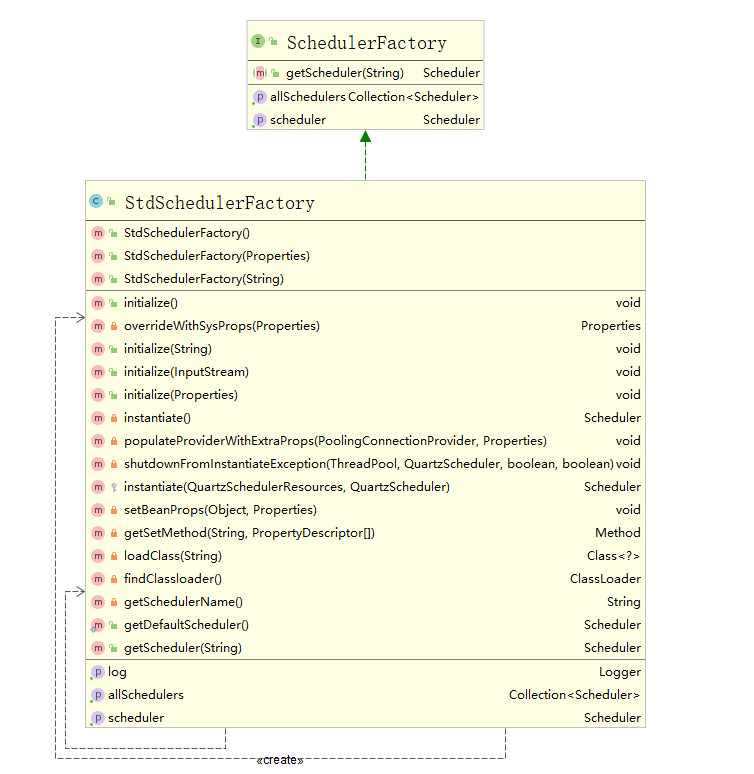 I SchedulerFactory
m getScheduler(String) Scheduler
p allSchedulers Collection<Scheduler>
p scheduler Scheduler
C StdSchedulerFactory
m StdSchedulerFactory()
m StdSchedulerFactory(Properties)
m StdSchedulerFactory(String)
m initialize() void
m overrideWithSysProps(Properties) Properties
m initialize(String) void
m initialize(InputStream) void
m initialize(Properties) void
m instantiate() Scheduler
m populateProviderWithExtraProps(PoolingConnectionProvider, Properties) void
m shutdownFromInstantiateException(ThreadPool, QuartzScheduler, boolean, boolean) void
m instantiate(QuartzSchedulerResources, QuartzScheduler) Scheduler
m setBeanProps(Object, Properties) void
m getSetMethod(String, PropertyDescriptor[]) Method
m loadClass(String) Class<?>
m findClassloader() ClassLoader
m getSchedulerName() String
m getDefaultScheduler() Scheduler
m getScheduler(String) Scheduler
p log Logger
p allSchedulers Collection<Scheduler>
p scheduler Scheduler
«create»